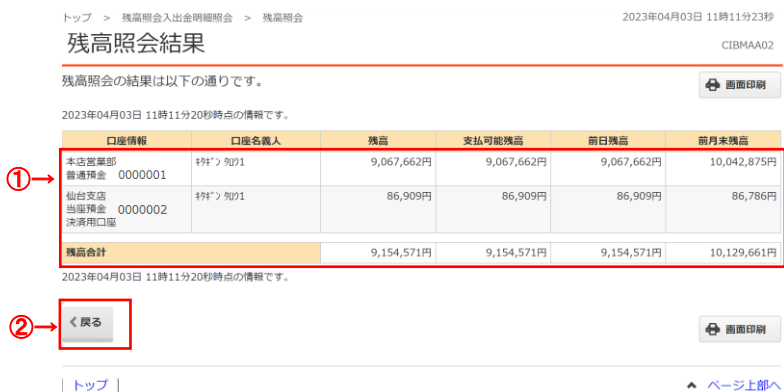 トップ > 残高照会入出金明細照会 > 残高照会
2023年04月03日 11時11分23秒
残高照会結果
CIBMAA02
残高照会の結果は以下の通りです。
画面印刷
2023年04月03日 11時11分20秒時点の情報です。
口座情報 口座名義人 残高 支払可能残高 前日残高 前月末残高
①
本店営業部
普通預金 0000001 ｷﾀｷﾞﾝ ﾀﾛｳ1 9,067,662円 9,067,662円 9,067,662円 10,042,875円
仙台支店
当座預金 0000002 ｷﾀｷﾞﾝ ﾀﾛｳ1 86,909円 86,909円 86,909円 86,786円
決済用口座
残高合計 9,154,571円 9,154,571円 9,154,571円 10,129,661円
2023年04月03日 11時11分20秒時点の情報です。
②
戻る
画面印刷
トップ
ページ上部へ